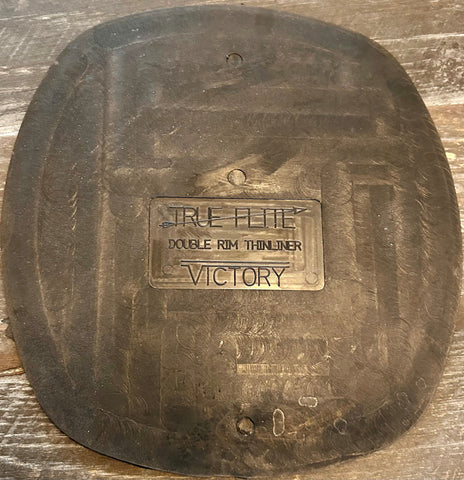 TRUE FLITE
DOUBLE RIM THINLINER
VICTORY